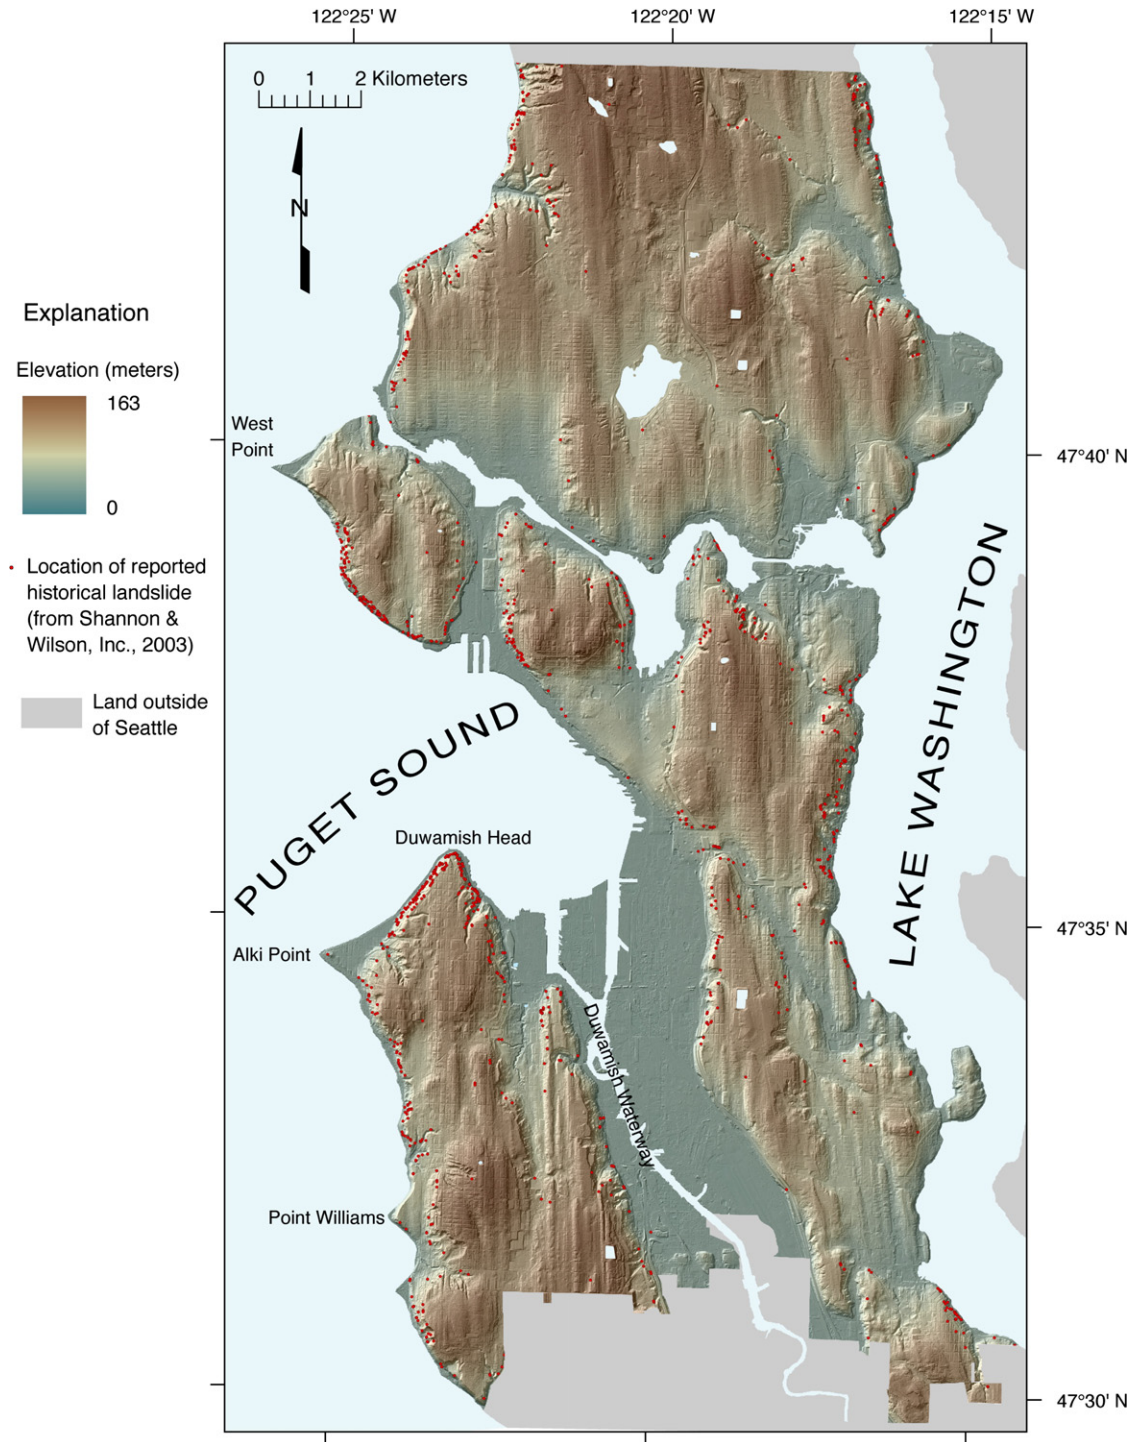 122°25' W
122°20' W
122°15' W
0 1 2 Kilometers
N
Explanation
Elevation (meters)
163
0
Location of reported
historical landslide
(from Shannon &
Wilson, Inc., 2003)
Land outside
of Seattle
West
Point
47°40' N
PUGET SOUND
LAKE WASHINGTON
Duwamish Head
Alki Point
47°35' N
Duwamish Waterway
Point Williams
47°30' N